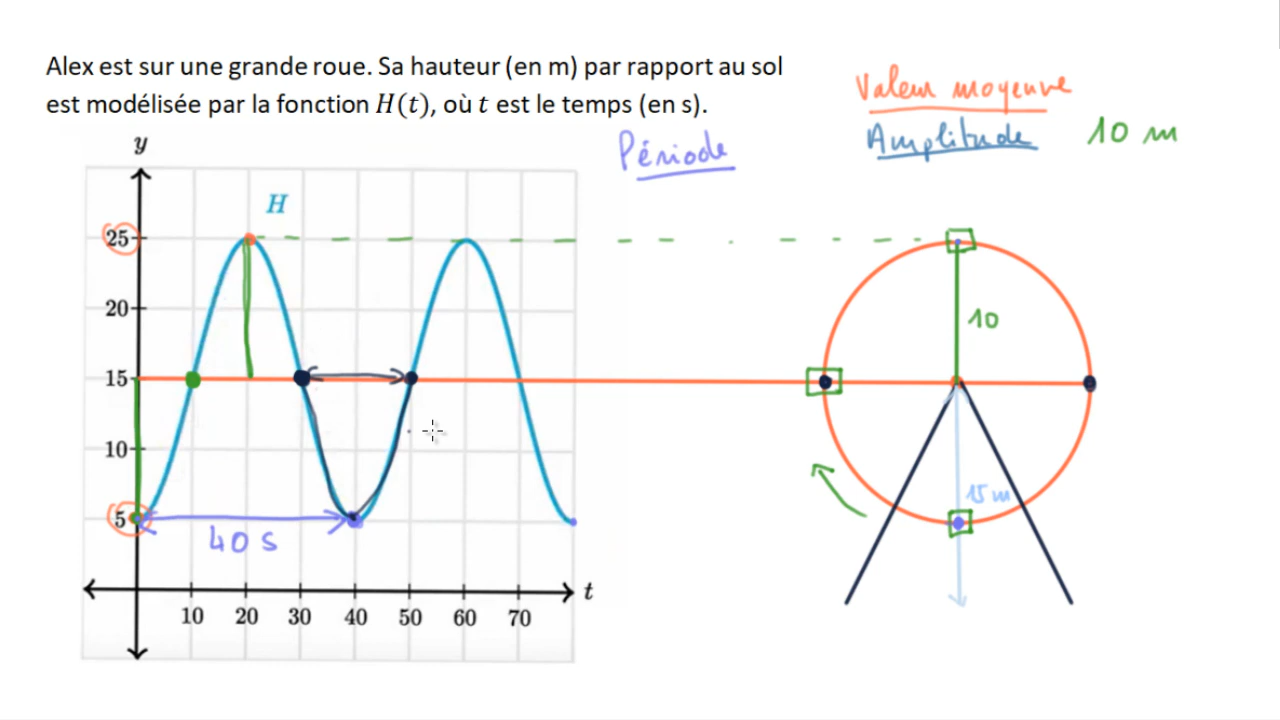 Alex est sur une grande roue. Sa hauteur (en m) par rapport au sol
est modélisée par la fonction H(t), où t est le temps (en s).
Valeur moyenne
Amplitude 10 m
Période
y
H
25
20
15
10
5
40 s
10 20 30 40 50 60 70
t
10
15 m